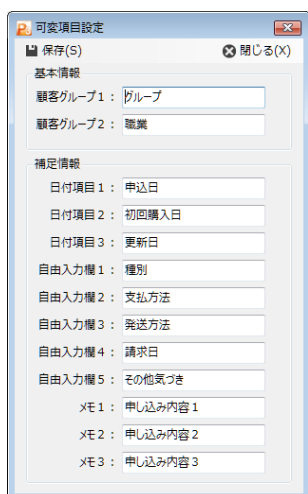 可変項目設定
保存(S) 閉じる(X)
基本情報
顧客グループ1： グループ
顧客グループ2： 職業
補足情報
日付項目1： 申込日
日付項目2： 初回購入日
日付項目3： 更新日
自由入力欄1： 種別
自由入力欄2： 支払方法
自由入力欄3： 発送方法
自由入力欄4： 請求日
自由入力欄5： その他気づき
メモ1： 申し込み内容1
メモ2： 申し込み内容2
メモ3： 申し込み内容3